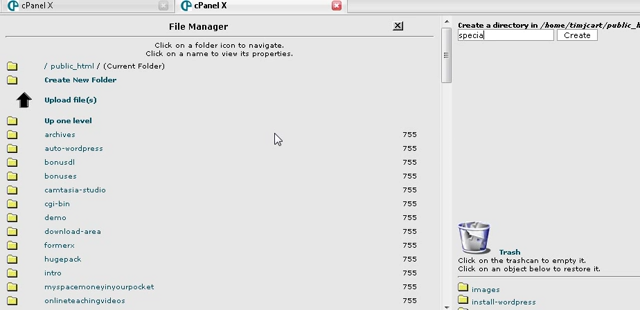 cPanel X
cPanel X
File Manager
Click on a folder icon to navigate.
Click on a name to view its properties.
/ public_html / (Current Folder)
Create New Folder
Upload file(s)
Up one level
archives 755
auto-wordpress 755
bonusdl 755
bonuses 755
camtasia-studio 755
cgi-bin 755
demo 755
download-area 755
formerx 755
hugepack 755
intro 755
myspacemoneyinyourpocket 755
onlineteachingvideos 755
Create a directory in /home/timjcart/public_h
specia Create
Trash
Click on the trashcan to empty it.
Click on an object below to restore it.
images
install-wordpress